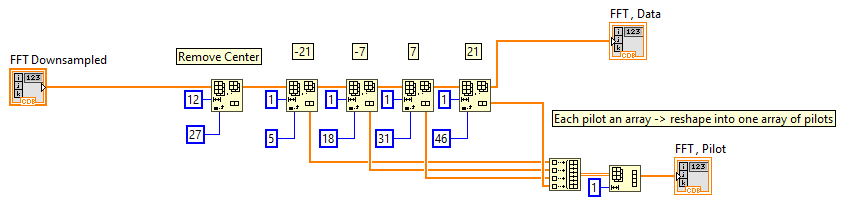 FFT , Data
FFT Downsampled
Remove Center
-21
-7
7
21
i
j
k
123
CDB
i
j
k
123
CDB
12
1
1
1
1
27
5
18
31
46
Each pilot an array -> reshape into one array of pilots
FFT , Pilot
i
j
k
123
CDB
1